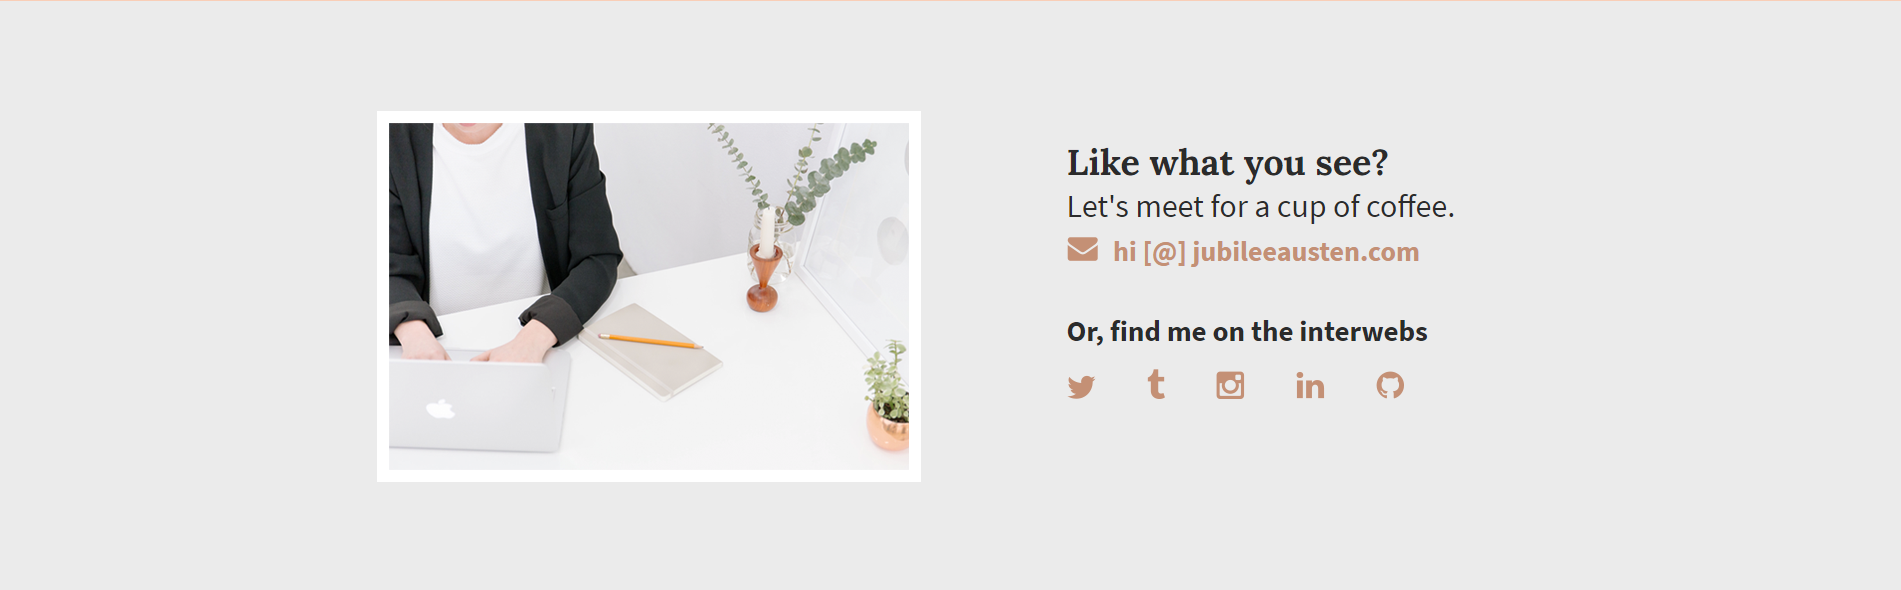 Like what you see?
Let's meet for a cup of coffee.
hi [@] jubileeausten.com
Or, find me on the interwebs